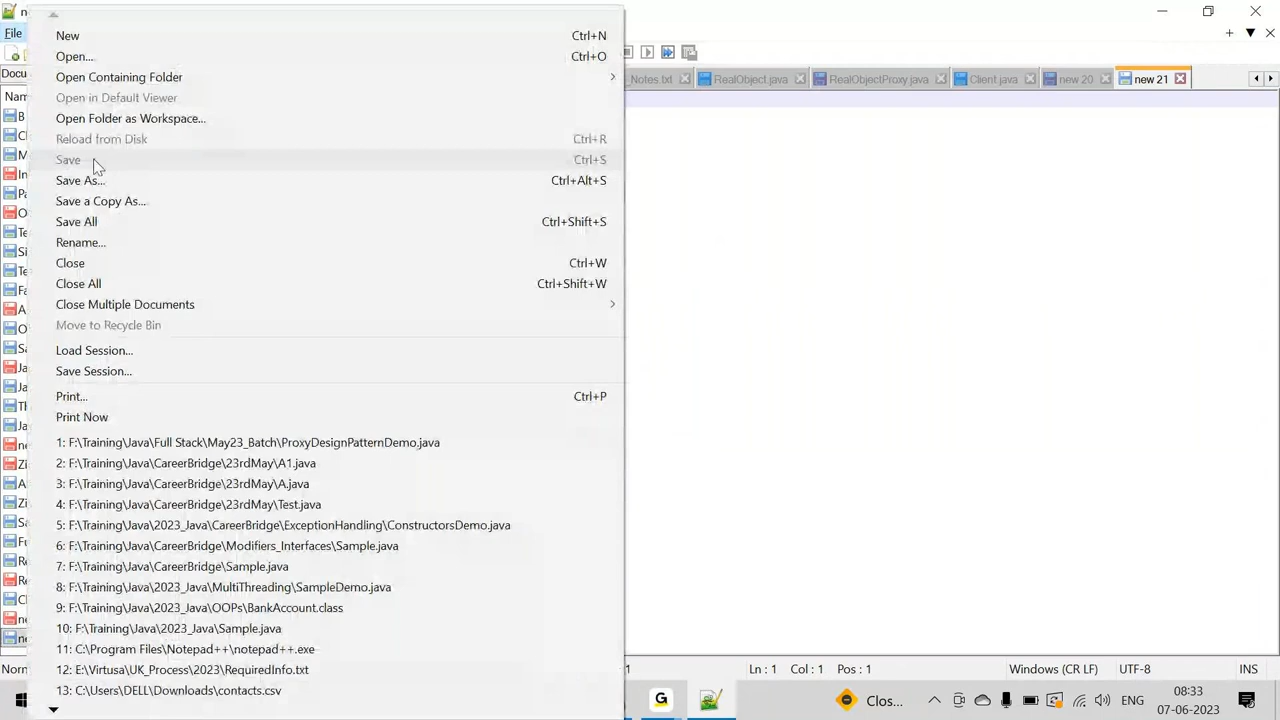 File
New Ctrl+N
Open... Ctrl+O
Open Containing Folder
Open in Default Viewer
Open Folder as Workspace...
Reload from Disk Ctrl+R
Save Ctrl+S
Save As... Ctrl+Alt+S
Save a Copy As...
Save All Ctrl+Shift+S
Rename...
Close Ctrl+W
Close All Ctrl+Shift+W
Close Multiple Documents
Move to Recycle Bin
Load Session...
Save Session...
Print... Ctrl+P
Print Now
1: F:\Training\Java\Full Stack\May23_Batch\ProxyDesignPatternDemo.java
2: F:\Training\Java\CareerBridge\23rdMay\A1.java
3: F:\Training\Java\CareerBridge\23rdMay\A.java
4: F:\Training\Java\CareerBridge\23rdMay\Test.java
5: F:\Training\Java\2023_Java\CareerBridge\ExceptionHandling\ConstructorsDemo.java
6: F:\Training\Java\CareerBridge\Modifiers_Interfaces\Sample.java
7: F:\Training\Java\CareerBridge\Sample.java
8: F:\Training\Java\2023_Java\MultiThreading\SampleDemo.java
9: F:\Training\Java\2023_Java\OOPs\BankAccount.class
10: F:\Training\Java\2023_Java\Sample.java
11: C:\Program Files\Notepad++\notepad++.exe
12: E:\Virtusa\UK_Process\2023\RequiredInfo.txt
13: C:\Users\DELL\Downloads\contacts.csv
_Notes.txt RealObject.java RealObjectProxy.java Client.java new 20 new 21
Ln : 1 Col : 1 Pos : 1 Windows (CR LF) UTF-8 INS
Clos... ENG 08:33
07-06-2023